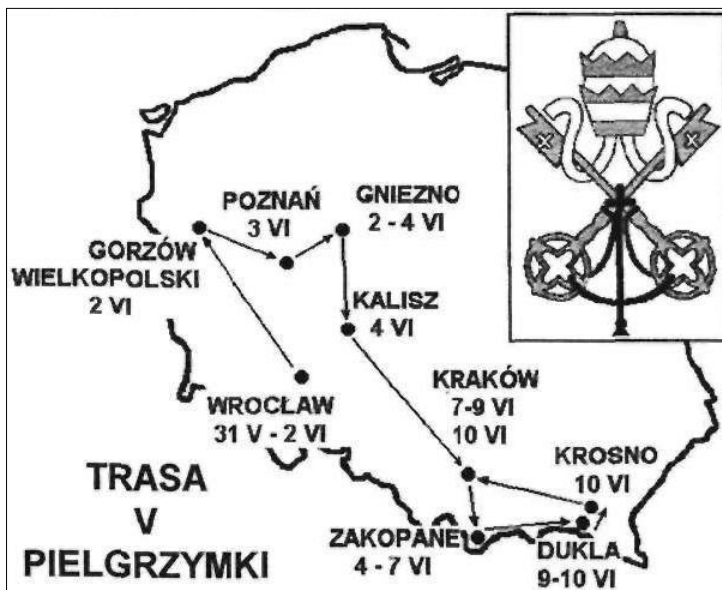 POZNAŃ
3 VI
GNIEZNO
2 - 4 VI
GORZÓW
WIELKOPOLSKI
2 VI
KALISZ
4 VI
WROCŁAW
31 V - 2 VI
KRAKÓW
7-9 VI
10 VI
KROSNO
10 VI
ZAKOPANE
4 - 7 VI
DUKLA
9-10 VI
TRASA
V
PIELGRZYMKI